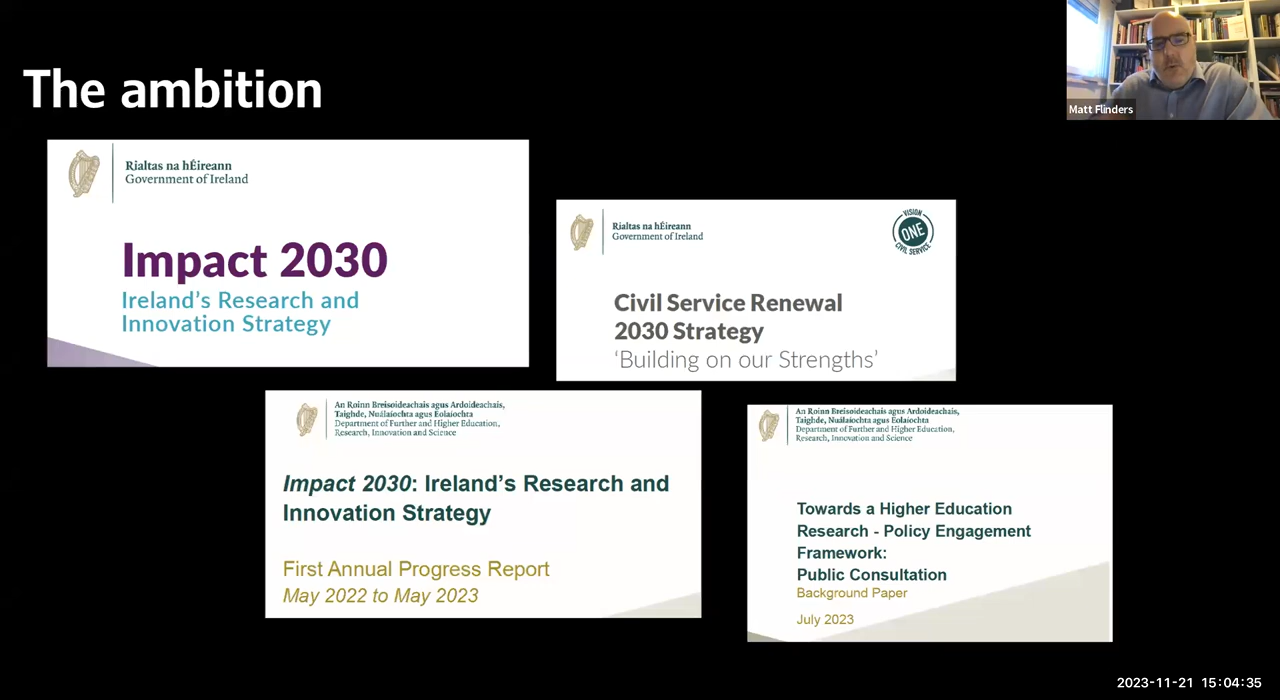 The ambition
Matt Flinders
Rialtas na hÉireann
Government of Ireland
Impact 2030
Ireland's Research and
Innovation Strategy
Rialtas na hÉireann
Government of Ireland
VISION
ONE
CIVIL SERVICE
Civil Service Renewal
2030 Strategy
'Building on our Strengths'
An Roinn Breisoideachais agus Ardoideachais,
Taighde, Nuálaíochta agus Eolaíochta
Department of Further and Higher Education,
Research, Innovation and Science
Impact 2030: Ireland's Research and
Innovation Strategy
First Annual Progress Report
May 2022 to May 2023
An Roinn Breisoideachais agus Ardoideachais,
Taighde, Nuálaíochta agus Eolaíochta
Department of Further and Higher Education,
Research, Innovation and Science
Towards a Higher Education
Research - Policy Engagement
Framework:
Public Consultation
Background Paper
July 2023
2023-11-21 15:04:35